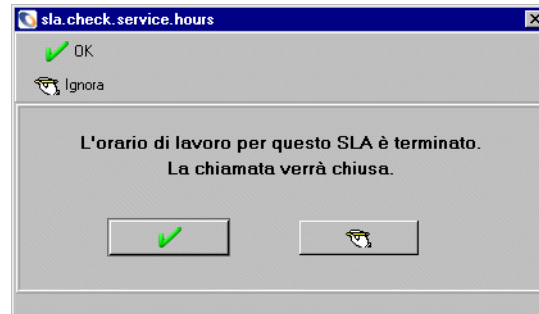 sla.check.service.hours
OK
Ignora
L'orario di lavoro per questo SLA è terminato.
La chiamata verrà chiusa.